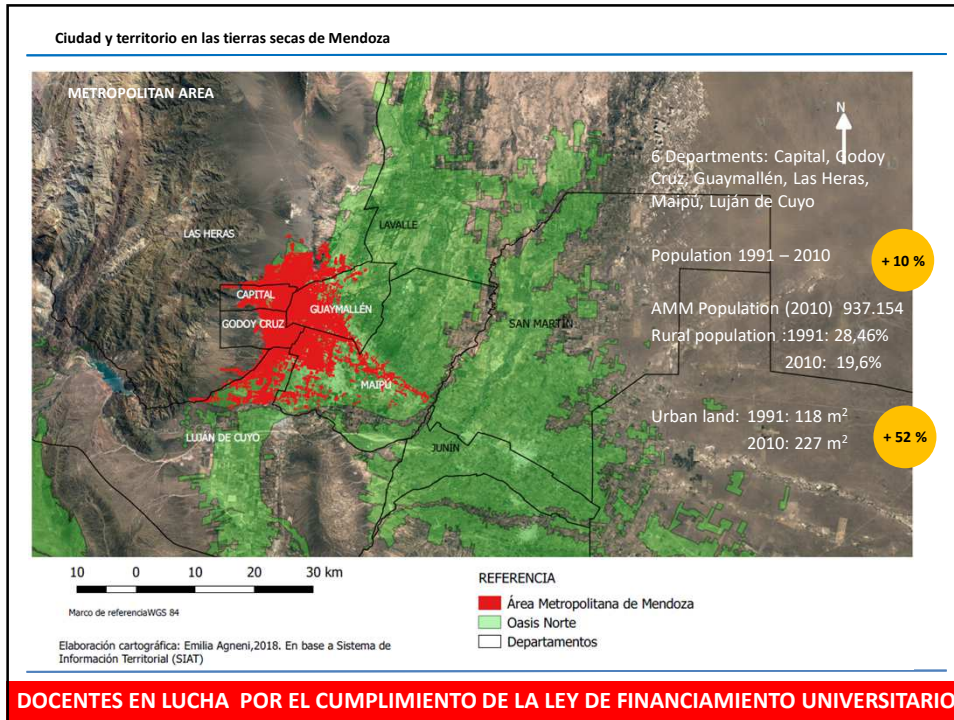 Ciudad y territorio en las tierras secas de Mendoza
METROPOLITAN AREA
N
6 Departments: Capital, Godoy
Cruz, Guaymallén, Las Heras,
Maipú, Luján de Cuyo
LAVALLE
LAS HERAS
Population 1991 – 2010
+ 10 %
CAPITAL
GUAYMALLÉN
AMM Population (2010) 937.154
GODOY CRUZ
SAN MARTÍN
Rural population :1991: 28,46%
2010: 19,6%
MAIPÚ
Urban land: 1991: 118 m²
2010: 227 m²
+ 52 %
LUJÁN DE CUYO
JUNIN
10 0 10 20 30 km
Marco de referenciaWGS 84
REFERENCIA
Área Metropolitana de Mendoza
Oasis Norte
Departamentos
Elaboración cartográfica: Emilia Agneni,2018. En base a Sistema de
Información Territorial (SIAT)
DOCENTES EN LUCHA POR EL CUMPLIMIENTO DE LA LEY DE FINANCIAMIENTO UNIVERSITARIO